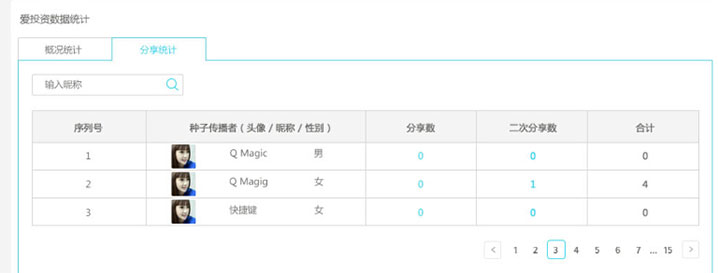 爱投资数据统计
概况统计 分享统计
输入昵称
序列号 种子传播者（头像 / 昵称 / 性别） 分享数 二次分享数 合计
1 Q Magic 男 0 0 0
2 Q Magig 女 0 1 4
3 快捷键 女 0 0 0
< 1 2 3 4 5 6 7 ... 15 >